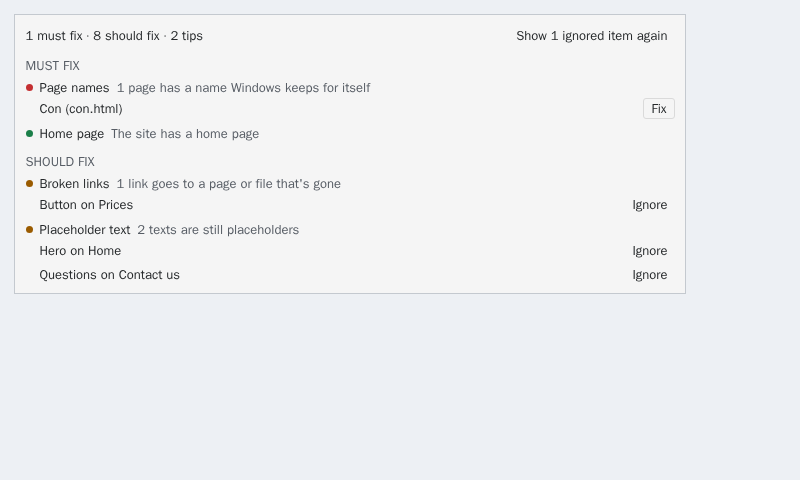 1 must fix · 8 should fix · 2 tips
Show 1 ignored item again
MUST FIX
Page names 1 page has a name Windows keeps for itself
Con (con.html)
Fix
Home page The site has a home page
SHOULD FIX
Broken links 1 link goes to a page or file that's gone
Button on Prices
Ignore
Placeholder text 2 texts are still placeholders
Hero on Home
Ignore
Questions on Contact us
Ignore